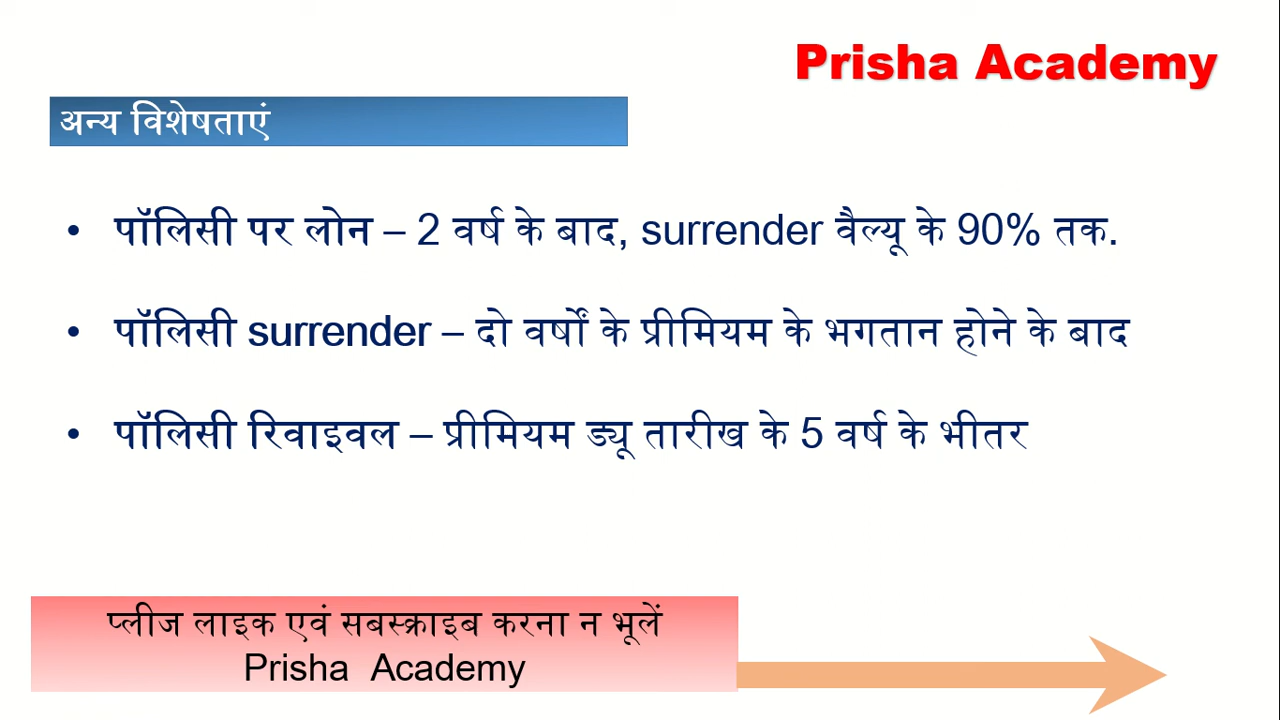 Prisha Academy
अन्य विशेषताएं
• पॉलिसी पर लोन – 2 वर्ष के बाद, surrender वैल्यू के 90% तक.
• पॉलिसी surrender – दो वर्षों के प्रीमियम के भगतान होने के बाद
• पॉलिसी रिवाइवल – प्रीमियम ड्यू तारीख के 5 वर्ष के भीतर
प्लीज लाइक एवं सबस्क्राइब करना न भूलें
Prisha Academy